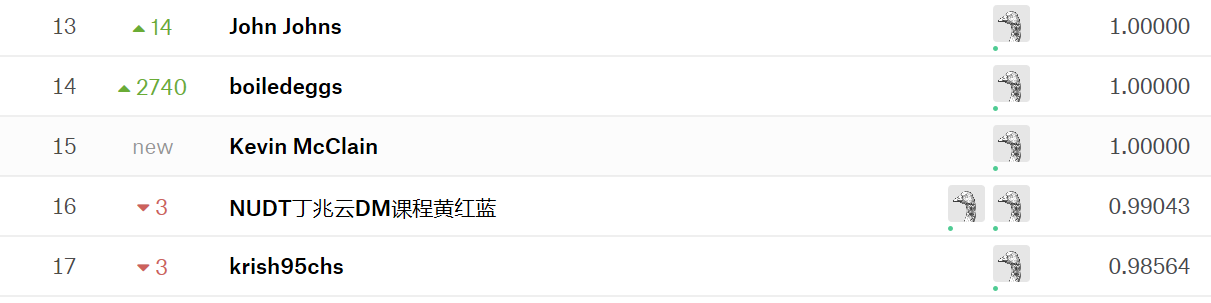 13 14 John Johns 1.00000
14 2740 boiledeggs 1.00000
15 new Kevin McClain 1.00000
16 3 NUDT丁兆云DM课程黄红蓝 0.99043
17 3 krish95chs 0.98564